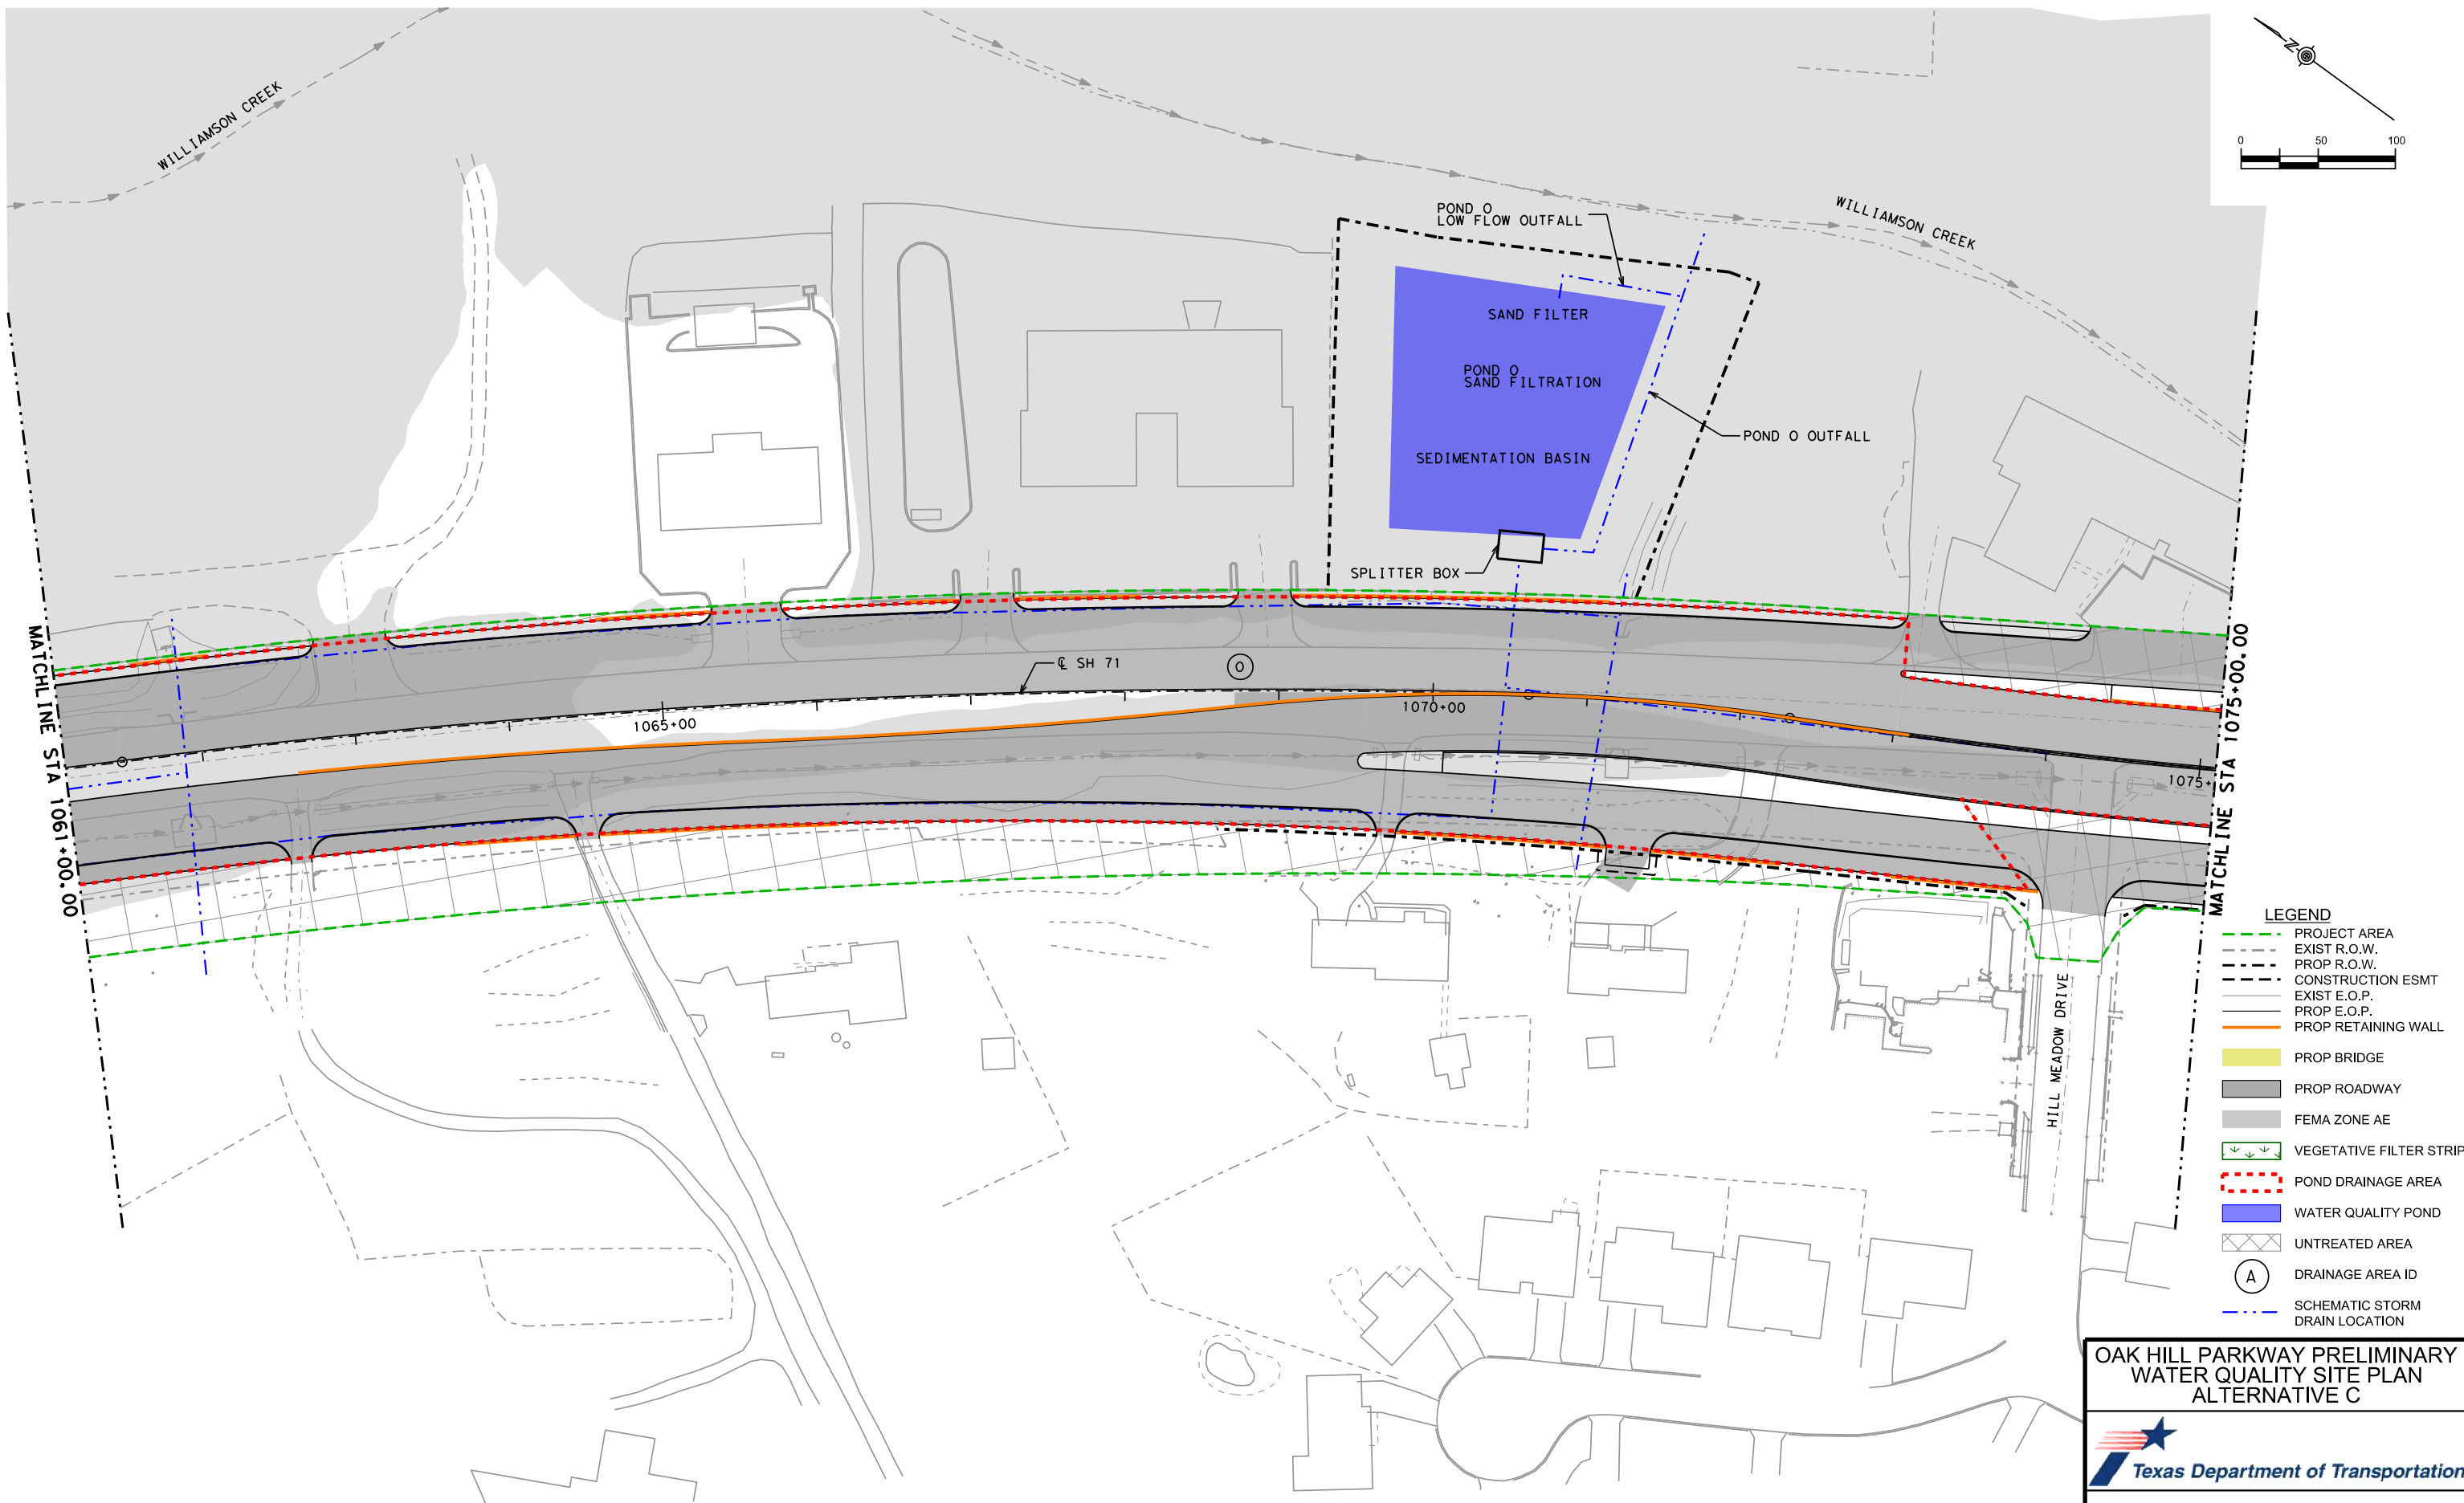 WILLIAMSON CREEK
N
0 50 100
POND O
LOW FLOW OUTFALL
WILLIAMSON CREEK
SAND FILTER
POND O
SAND FILTRATION
POND O OUTFALL
SEDIMENTATION BASIN
SPLITTER BOX
℄ SH 71
O
1065+00
1070+00
1075+
MATCHLINE STA 1061+00.00
MATCHLINE STA 1075+00.00
HILL MEADOW DRIVE
LEGEND
PROJECT AREA
EXIST R.O.W.
PROP R.O.W.
CONSTRUCTION ESMT
EXIST E.O.P.
PROP E.O.P.
PROP RETAINING WALL
PROP BRIDGE
PROP ROADWAY
FEMA ZONE AE
VEGETATIVE FILTER STRIP
POND DRAINAGE AREA
WATER QUALITY POND
UNTREATED AREA
A DRAINAGE AREA ID
SCHEMATIC STORM
DRAIN LOCATION
OAK HILL PARKWAY PRELIMINARY
WATER QUALITY SITE PLAN
ALTERNATIVE C
Texas Department of Transportation